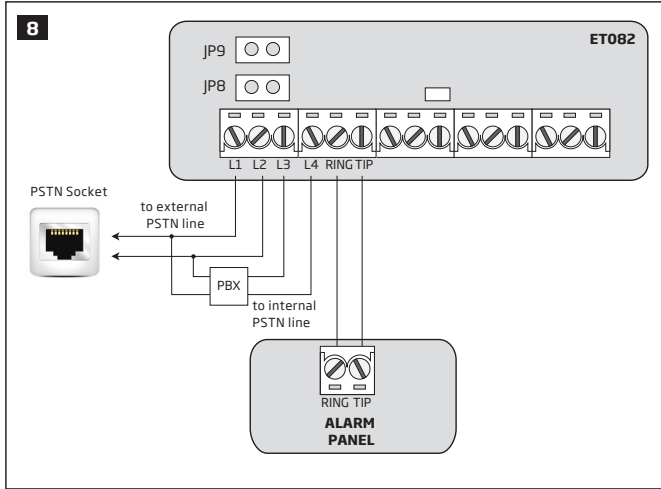 8
ET082
JP9
JP8
L1 L2 L3 L4 RING TIP
PSTN Socket
to external
PSTN line
PBX
to internal
PSTN line
RING TIP
ALARM
PANEL